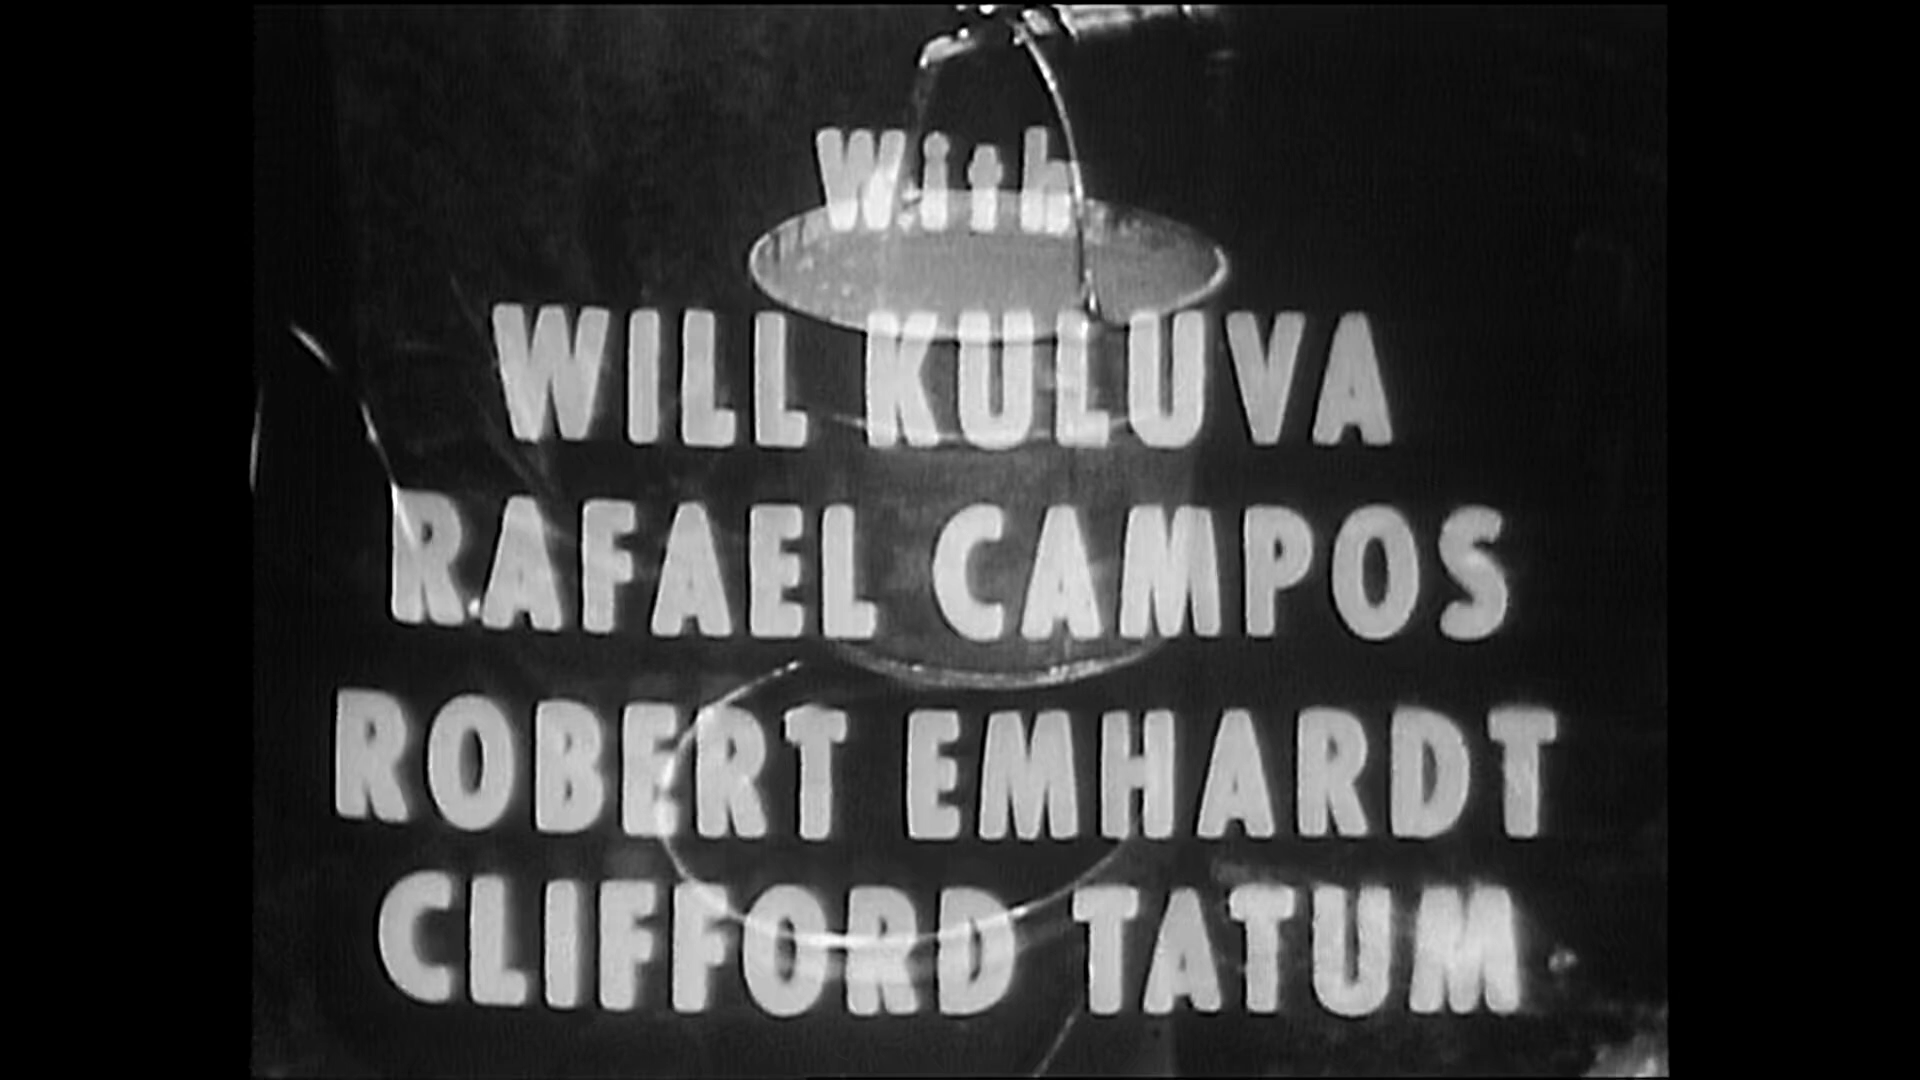 With
WILL KULUVA
RAFAEL CAMPOS
ROBERT EMHARDT
CLIFFORD TATUM